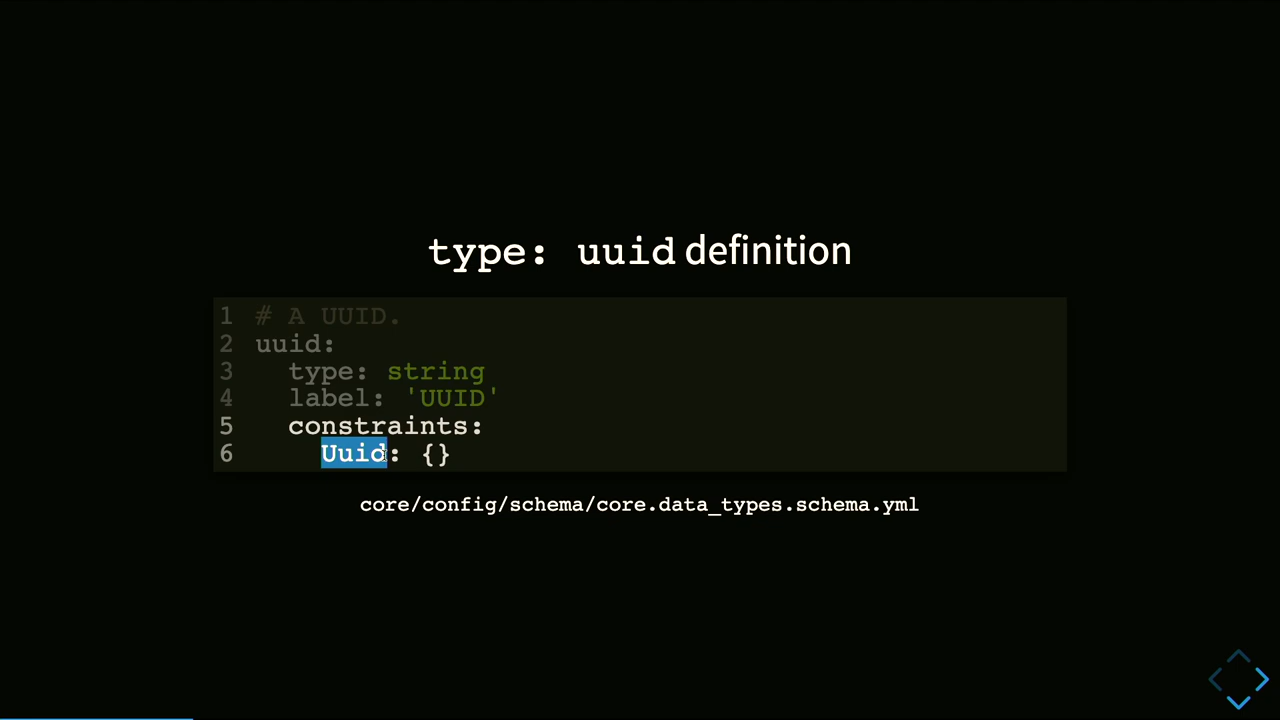 type: uuid definition
1 # A UUID.
2 uuid:
3   type: string
4   label: 'UUID'
5   constraints:
6     Uuid: {}
core/config/schema/core.data_types.schema.yml